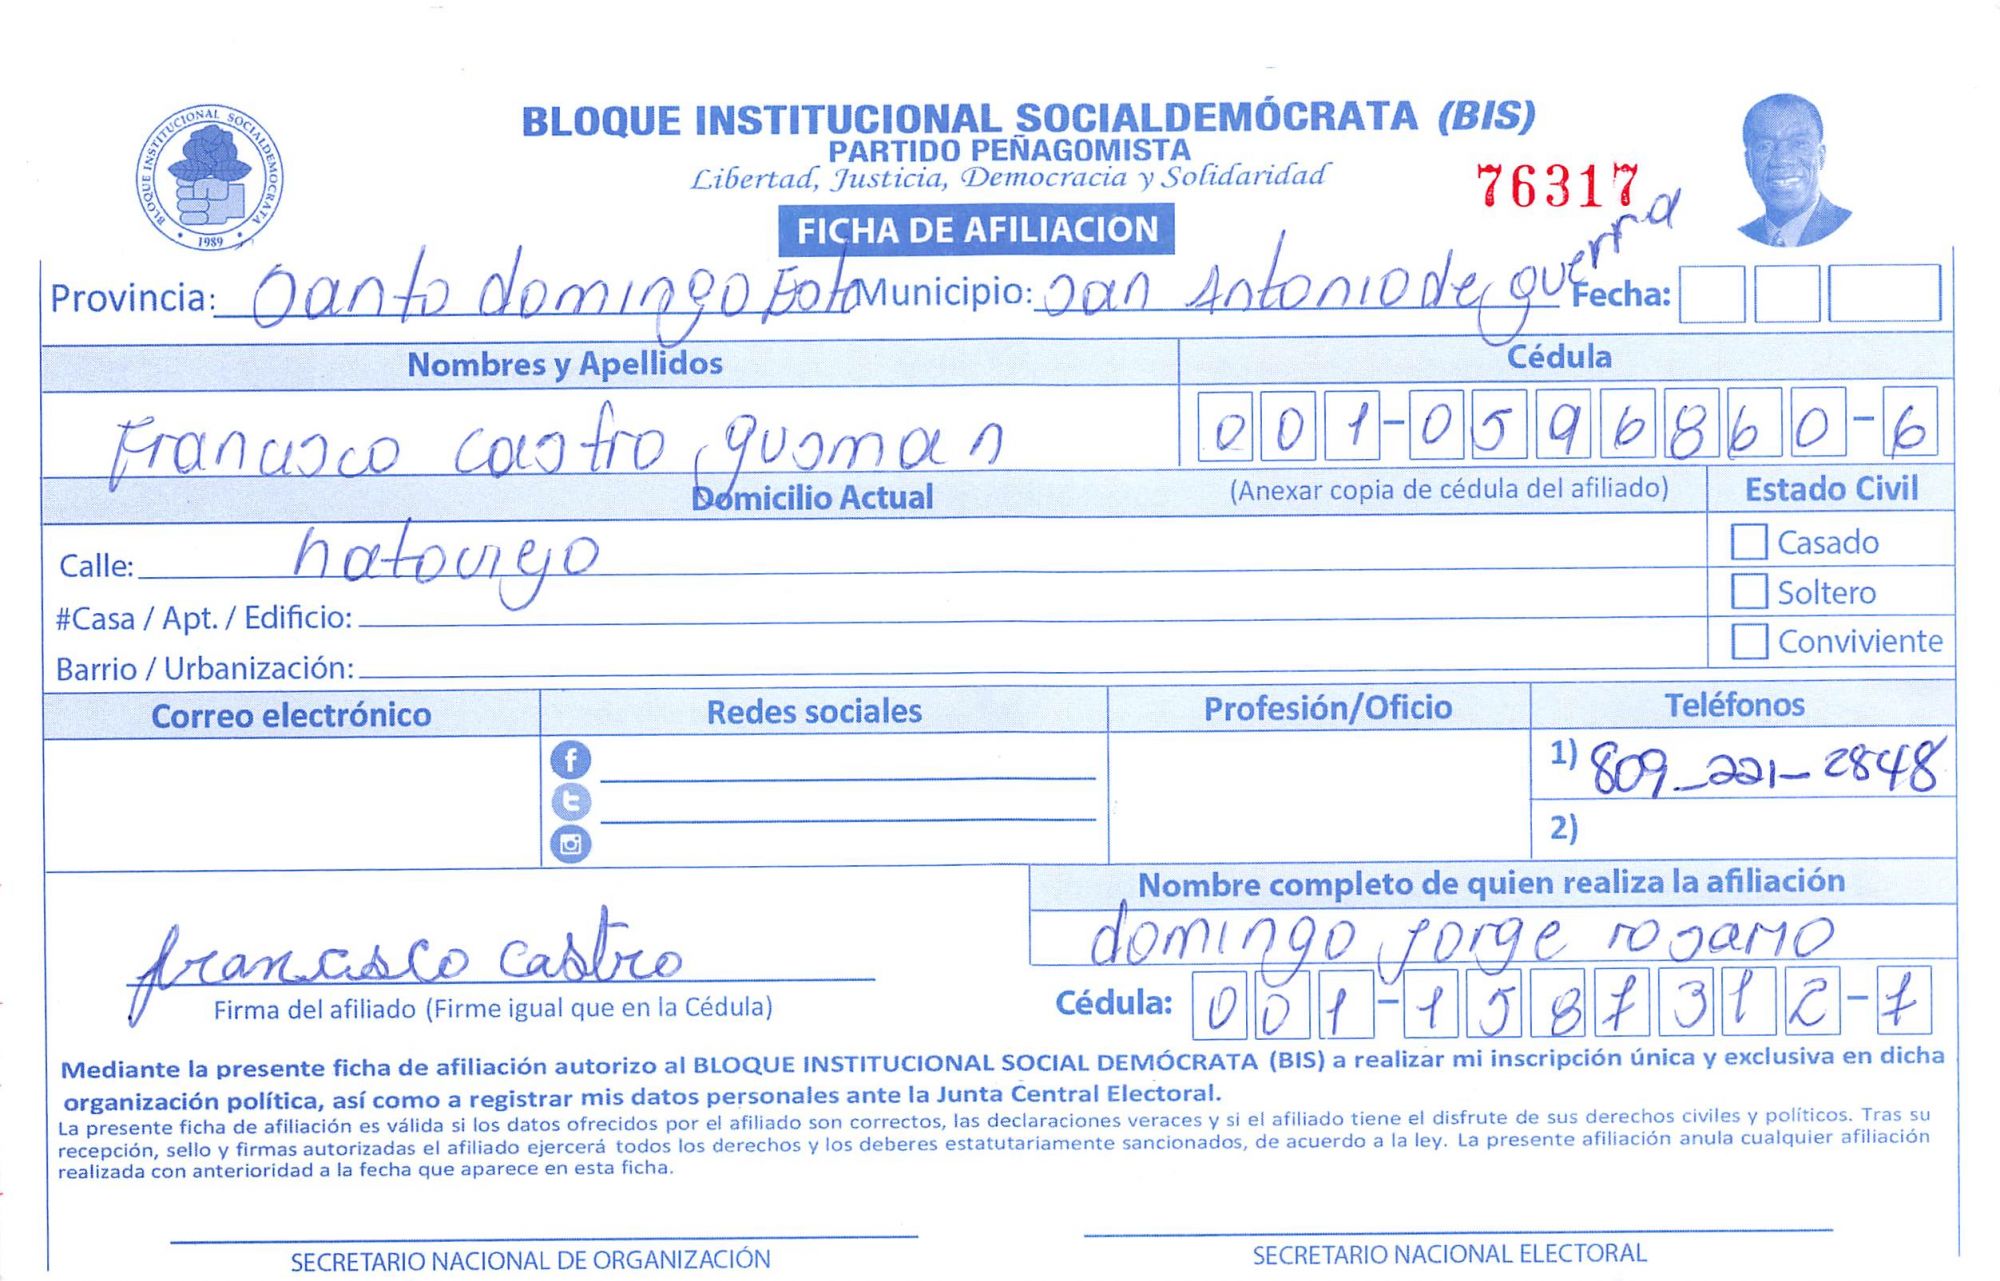 BLOQUE INSTITUCIONAL SOCIALDEMÓCRATA (BIS)
PARTIDO PEÑAGOMISTA
Libertad, Justicia, Democracia y Solidaridad
76317
FICHA DE AFILIACION
BLOQUE INSTITUCIONAL SOCIALDEMOCRATA
1989
Provincia: Santo domingo Este Municipio: San Antonio de guerra Fecha:
Nombres y Apellidos Cédula
Francisco castro gusman 001-0596860-6
Domicilio Actual (Anexar copia de cédula del afiliado) Estado Civil
Calle: hatoviejo
Casado
#Casa / Apt. / Edificio:
Soltero
Barrio / Urbanización:
Conviviente
Correo electrónico Redes sociales Profesión/Oficio Teléfonos
1) 809-221-2848
2)
Nombre completo de quien realiza la afiliación
domingo jorge rosario
francisco castro
Firma del afiliado (Firme igual que en la Cédula)
Cédula: 001-1587312-7
Mediante la presente ficha de afiliación autorizo al BLOQUE INSTITUCIONAL SOCIAL DEMÓCRATA (BIS) a realizar mi inscripción única y exclusiva en dicha
organización política, así como a registrar mis datos personales ante la Junta Central Electoral.
La presente ficha de afiliación es válida si los datos ofrecidos por el afiliado son correctos, las declaraciones veraces y si el afiliado tiene el disfrute de sus derechos civiles y políticos. Tras su
recepción, sello y firmas autorizadas el afiliado ejercerá todos los derechos y los deberes estatutariamente sancionados, de acuerdo a la ley. La presente afiliación anula cualquier afiliación
realizada con anterioridad a la fecha que aparece en esta ficha.
SECRETARIO NACIONAL DE ORGANIZACIÓN SECRETARIO NACIONAL ELECTORAL